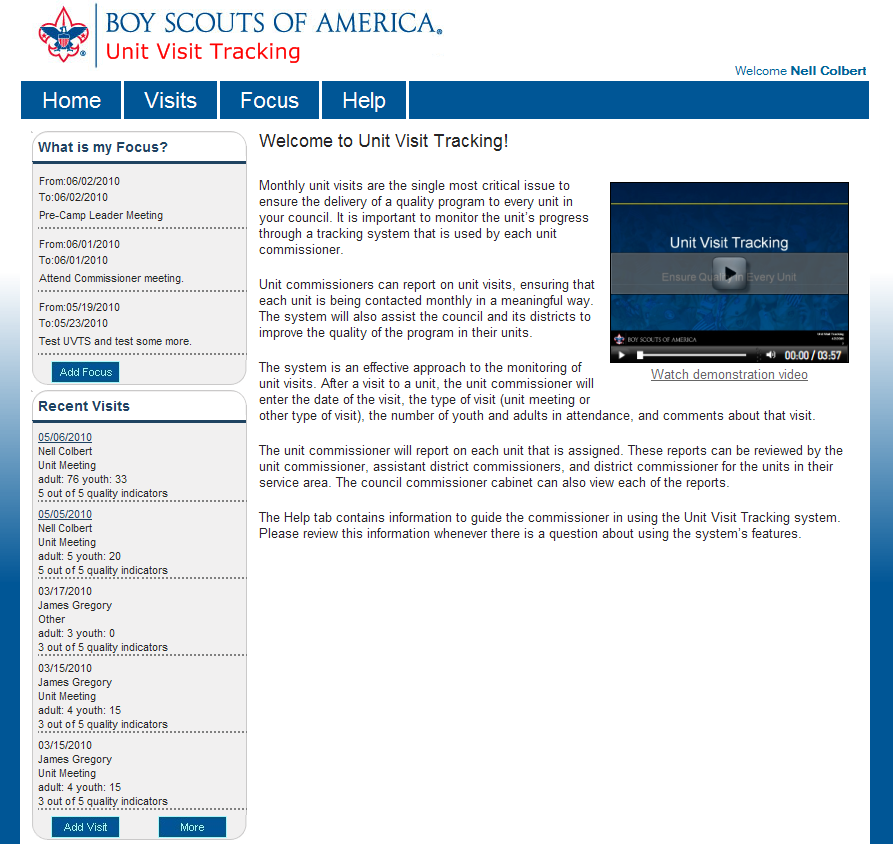 BOY SCOUTS OF AMERICA®
Unit Visit Tracking
Welcome Nell Colbert
Home
Visits
Focus
Help
What is my Focus?
From:06/02/2010
To:06/02/2010
Pre-Camp Leader Meeting
From:06/01/2010
To:06/01/2010
Attend Commissioner meeting.
From:05/19/2010
To:05/23/2010
Test UVTS and test some more.
Add Focus
Recent Visits
05/06/2010
Nell Colbert
Unit Meeting
adult: 76 youth: 33
5 out of 5 quality indicators
05/05/2010
Nell Colbert
Unit Meeting
adult: 5 youth: 20
5 out of 5 quality indicators
03/17/2010
James Gregory
Other
adult: 3 youth: 0
3 out of 5 quality indicators
03/15/2010
James Gregory
Unit Meeting
adult: 4 youth: 15
3 out of 5 quality indicators
03/15/2010
James Gregory
Unit Meeting
adult: 4 youth: 15
3 out of 5 quality indicators
Add Visit
More
Welcome to Unit Visit Tracking!
Monthly unit visits are the single most critical issue to
ensure the delivery of a quality program to every unit in
your council. It is important to monitor the unit's progress
through a tracking system that is used by each unit
commissioner.
Unit commissioners can report on unit visits, ensuring that
each unit is being contacted monthly in a meaningful way.
The system will also assist the council and its districts to
improve the quality of the program in their units.
The system is an effective approach to the monitoring of
unit visits. After a visit to a unit, the unit commissioner will
enter the date of the visit, the type of visit (unit meeting or
other type of visit), the number of youth and adults in attendance, and comments about that visit.
The unit commissioner will report on each unit that is assigned. These reports can be reviewed by the
unit commissioner, assistant district commissioners, and district commissioner for the units in their
service area. The council commissioner cabinet can also view each of the reports.
The Help tab contains information to guide the commissioner in using the Unit Visit Tracking system.
Please review this information whenever there is a question about using the system's features.
Unit Visit Tracking
Ensure Quality in Every Unit
BOY SCOUTS OF AMERICA
00:00 / 03:57
Watch demonstration video